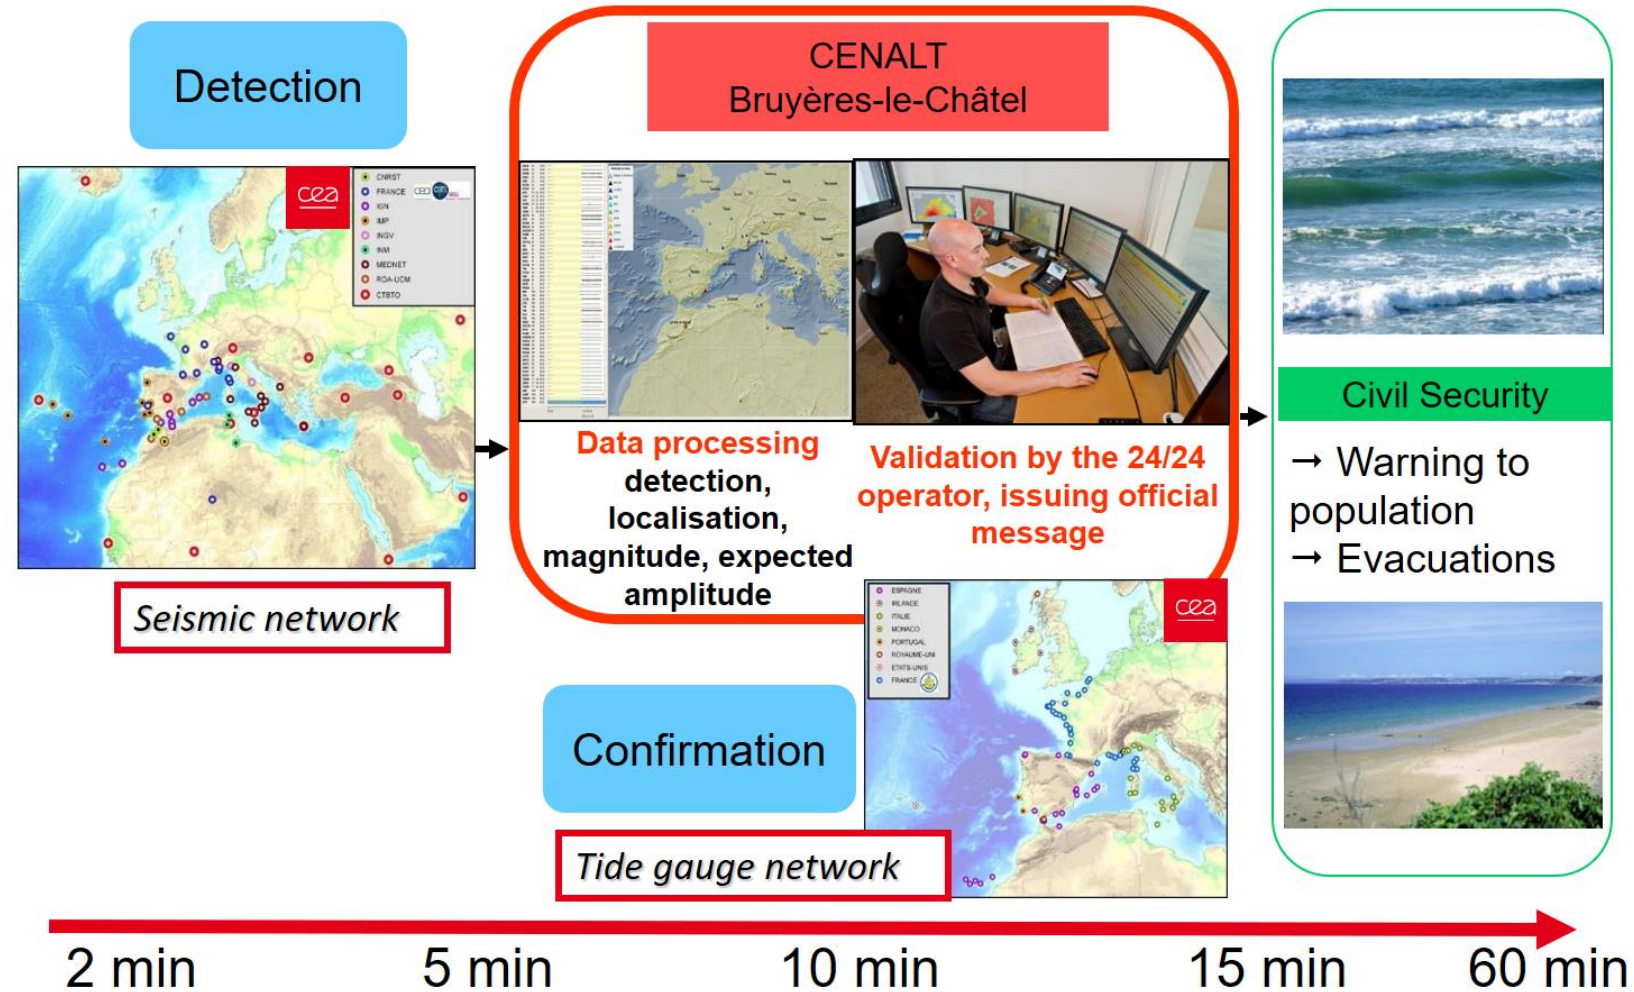 Detection
CENALT
Bruyères-le-Châtel
cea
CNRST
FRANCE
IGN
IMP
INGV
INM
MEDNET
ROA-UCM
CTBTO
Seismic network
Data processing
detection,
localisation,
magnitude, expected
amplitude
Validation by the 24/24
operator, issuing official
message
Civil Security
→ Warning to
population
→ Evacuations
Confirmation
ESPAGNE
IRLANDE
ITALIE
MONACO
PORTUGAL
ROYAUME-UNI
ETATS-UNIS
FRANCE
cea
Tide gauge network
2 min
5 min
10 min
15 min
60 min